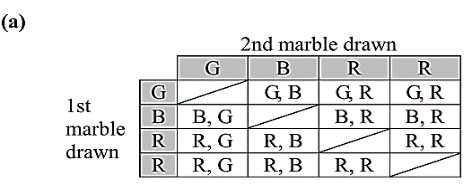 (a)
2nd marble drawn
G B R R
G G, B G, R G, R
1st marble drawn
B B, G B, R B, R
R R, G R, B R, R
R R, G R, B R, R